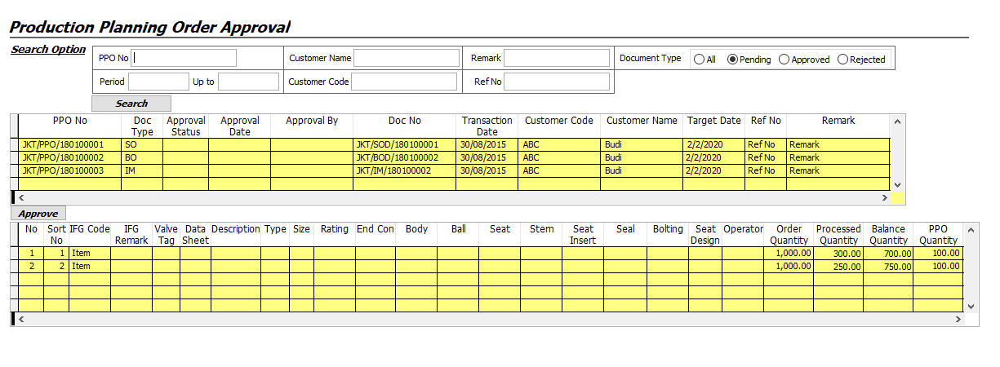 Production Planning Order Approval
Search Option
PPO No Customer Name Remark Document Type All Pending Approved Rejected
Period Up to Customer Code Ref No
Search
PPO No Doc Type Approval Status Approval Date Approval By Doc No Transaction Date Customer Code Customer Name Target Date Ref No Remark
JKT/PPO/180100001 SO JKT/SOD/180100001 30/08/2015 ABC Budi 2/2/2020 Ref No Remark
JKT/PPO/180100002 BO JKT/BOD/180100002 30/08/2015 ABC Budi 2/2/2020 Ref No Remark
JKT/PPO/180100003 IM JKT/IM/180100002 30/08/2015 ABC Budi 2/2/2020 Ref No Remark
Approve
No Sort No IFG Code IFG Remark Valve Tag Data Sheet Description Type Size Rating End Con Body Ball Seat Stem Seat Insert Seal Bolting Seat Design Operator Order Quantity Processed Quantity Balance Quantity PPO Quantity
1 1 Item 1,000.00 300.00 700.00 100.00
2 2 Item 1,000.00 250.00 750.00 100.00